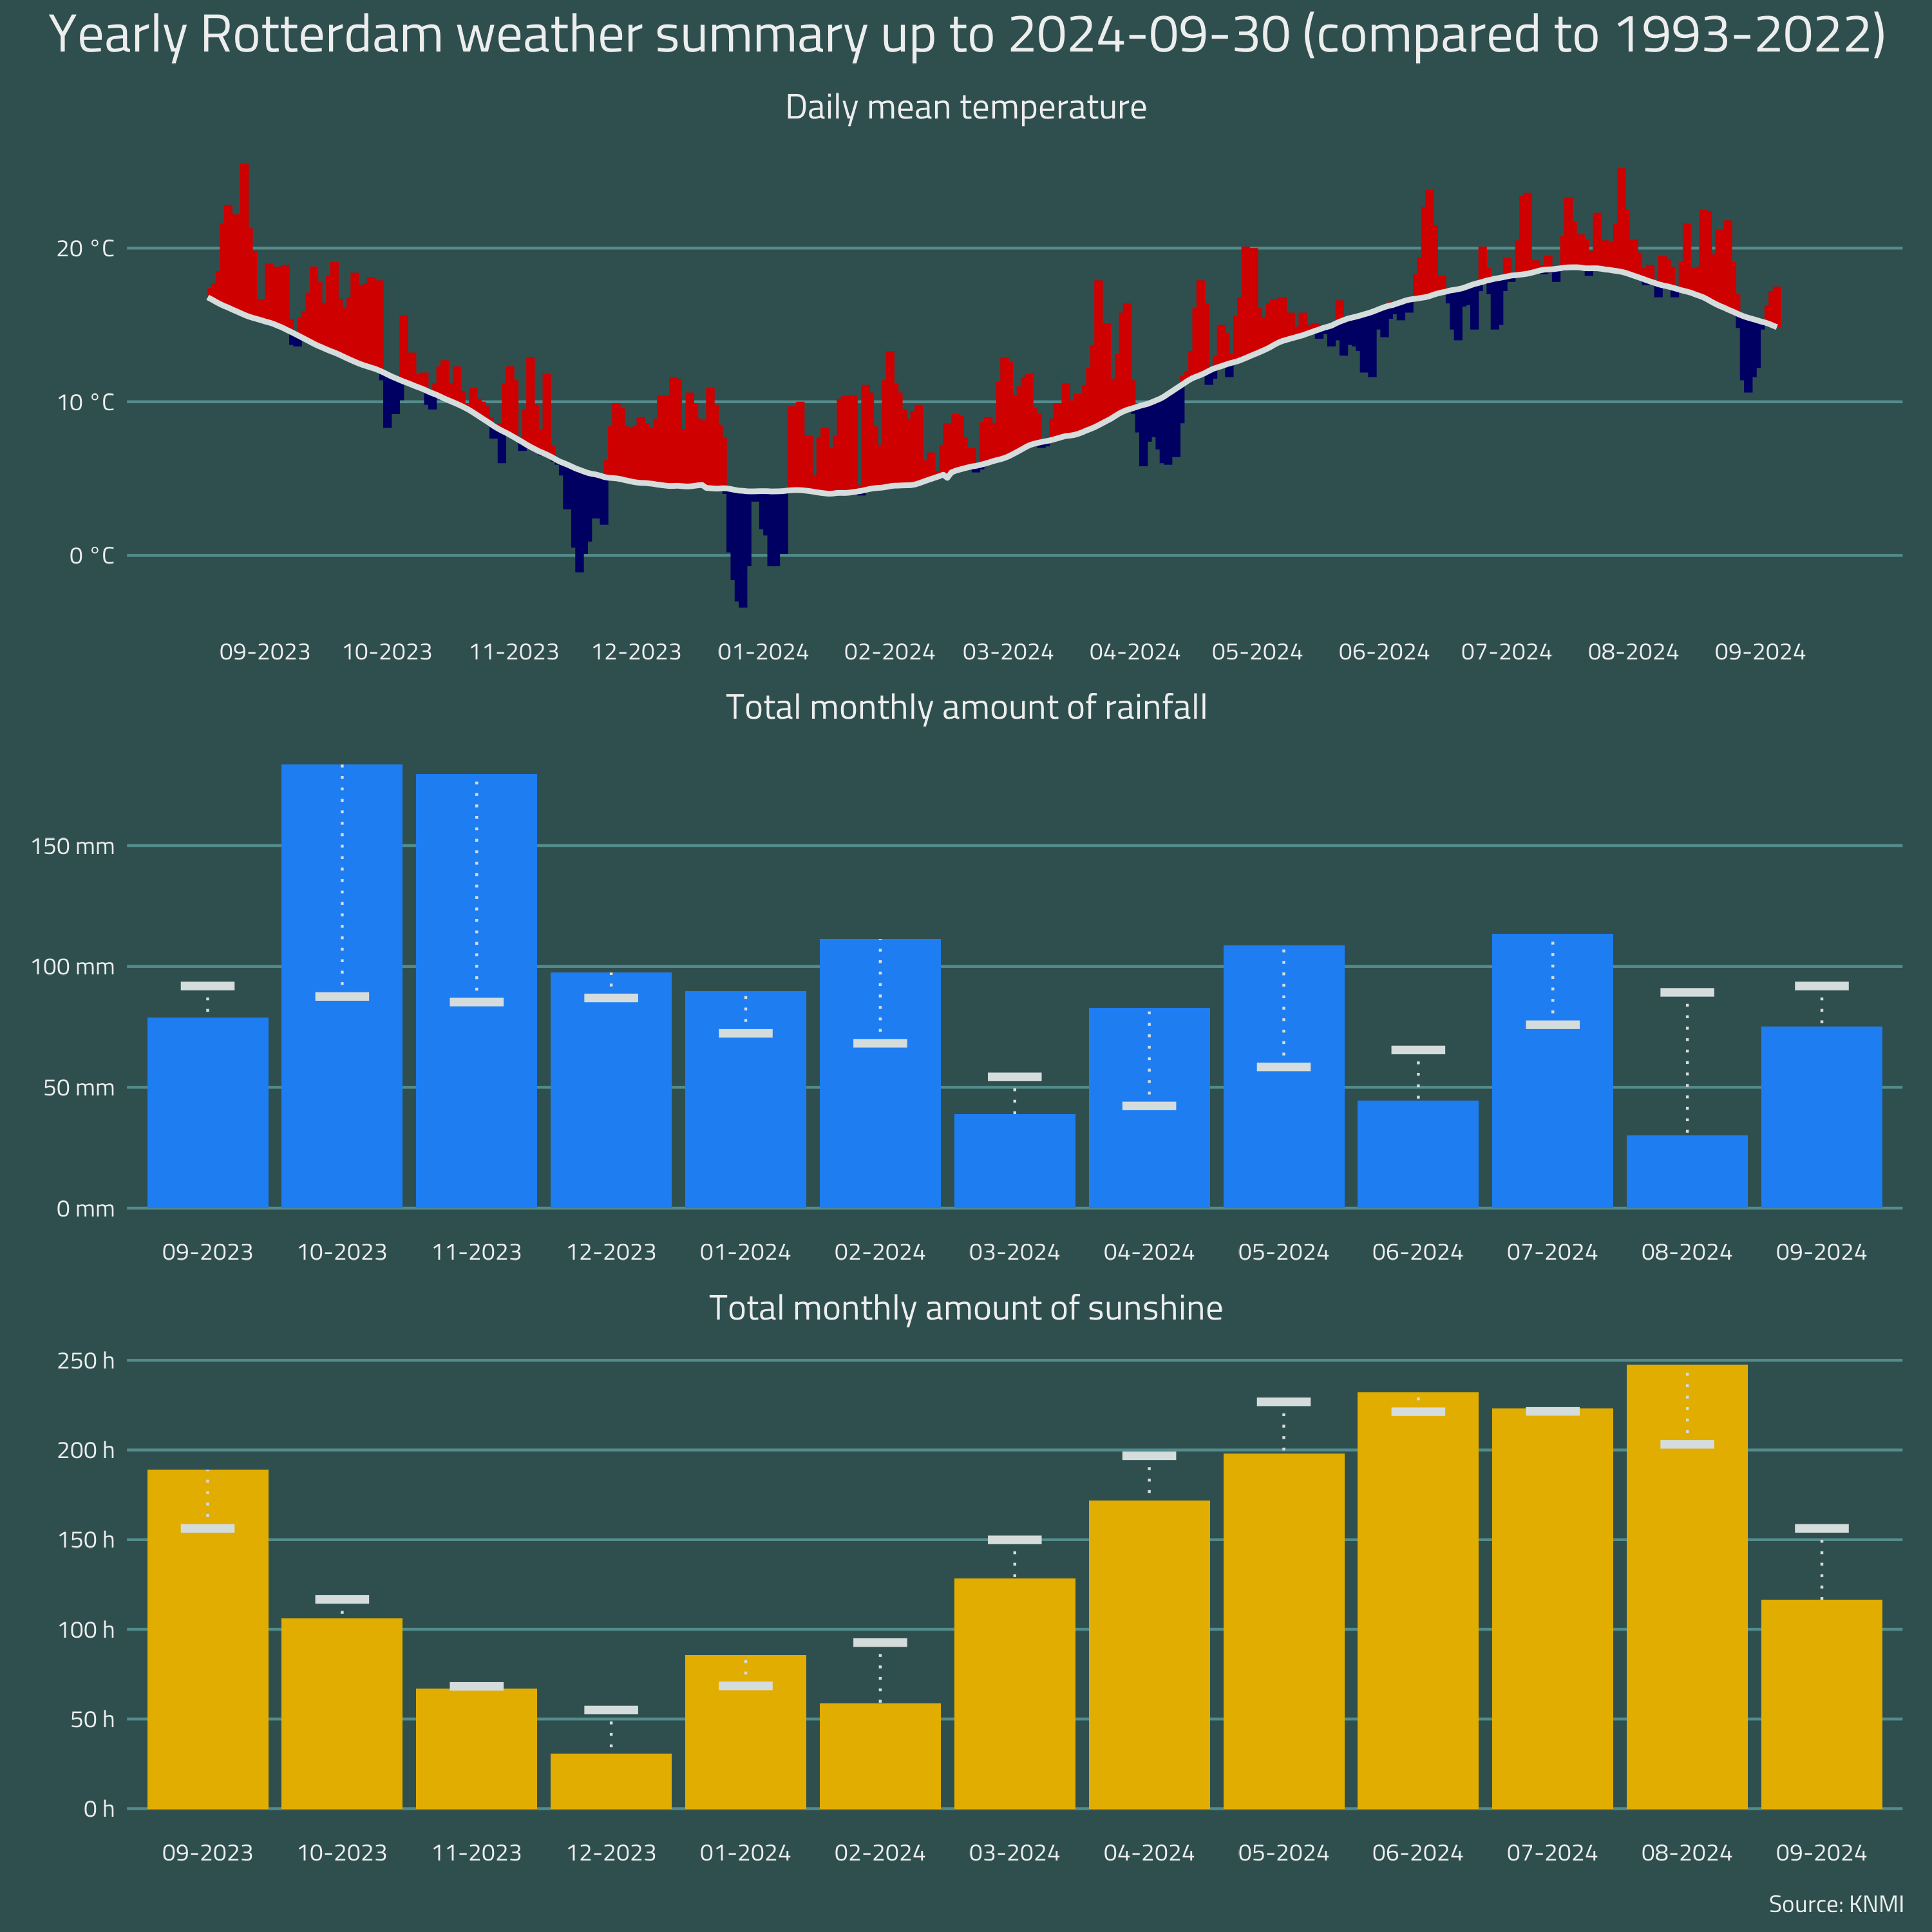 Yearly Rotterdam weather summary up to 2024-09-30 (compared to 1993-2022)
Daily mean temperature
20 °C
10 °C
0 °C
09-2023 10-2023 11-2023 12-2023 01-2024 02-2024 03-2024 04-2024 05-2024 06-2024 07-2024 08-2024 09-2024
Total monthly amount of rainfall
150 mm
100 mm
50 mm
0 mm
09-2023 10-2023 11-2023 12-2023 01-2024 02-2024 03-2024 04-2024 05-2024 06-2024 07-2024 08-2024 09-2024
Total monthly amount of sunshine
250 h
200 h
150 h
100 h
50 h
0 h
09-2023 10-2023 11-2023 12-2023 01-2024 02-2024 03-2024 04-2024 05-2024 06-2024 07-2024 08-2024 09-2024
Source: KNMI